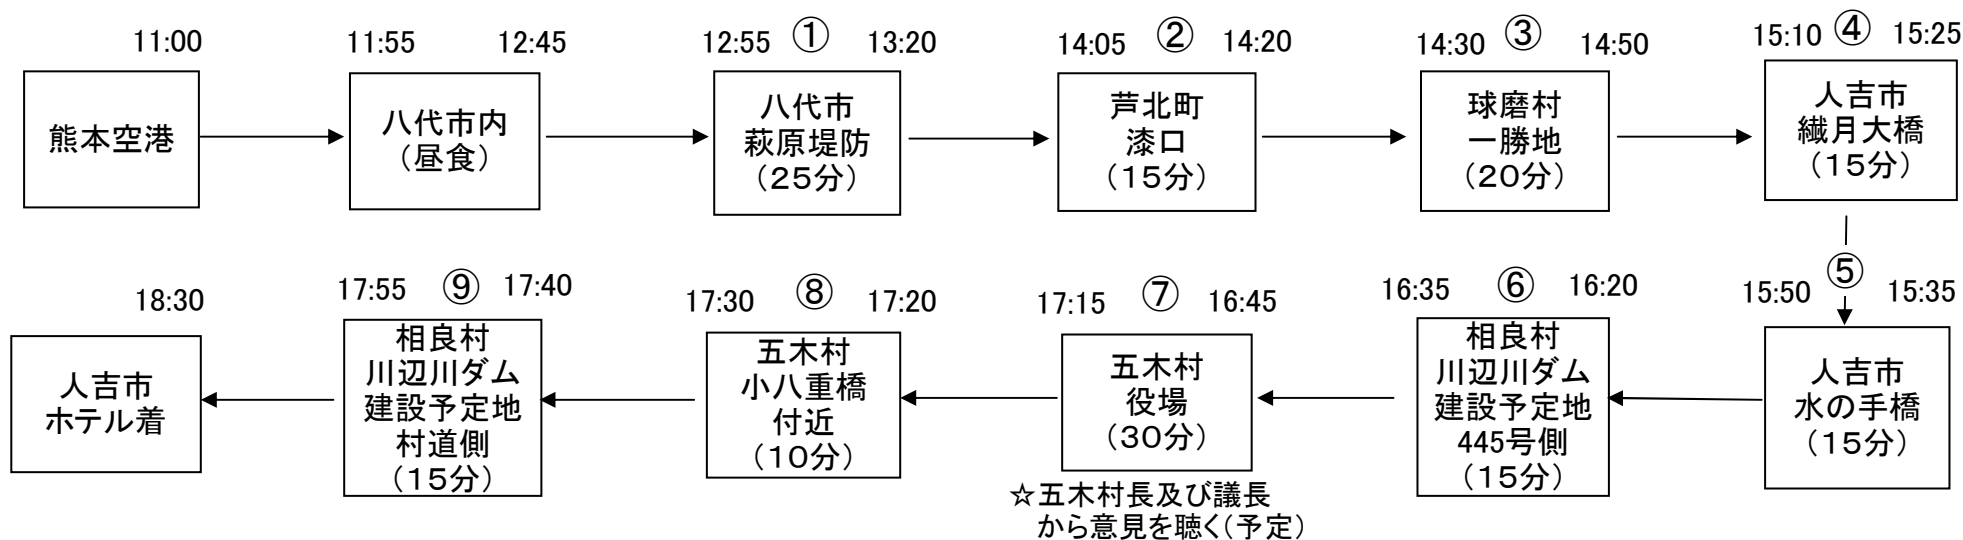 11:00
熊本空港
11:55 12:45
八代市内
(昼食)
12:55 ① 13:20
八代市
萩原堤防
(25分)
14:05 ② 14:20
芦北町
漆口
(15分)
14:30 ③ 14:50
球磨村
一勝地
(20分)
15:10 ④ 15:25
人吉市
繊月大橋
(15分)
15:50 ⑤ 15:35
人吉市
水の手橋
(15分)
16:35 ⑥ 16:20
相良村
川辺川ダム
建設予定地
445号側
(15分)
17:15 ⑦ 16:45
五木村
役場
(30分)
☆五木村長及び議長
から意見を聴く(予定)
17:30 ⑧ 17:20
五木村
小八重橋
付近
(10分)
17:55 ⑨ 17:40
相良村
川辺川ダム
建設予定地
村道側
(15分)
18:30
人吉市
ホテル着